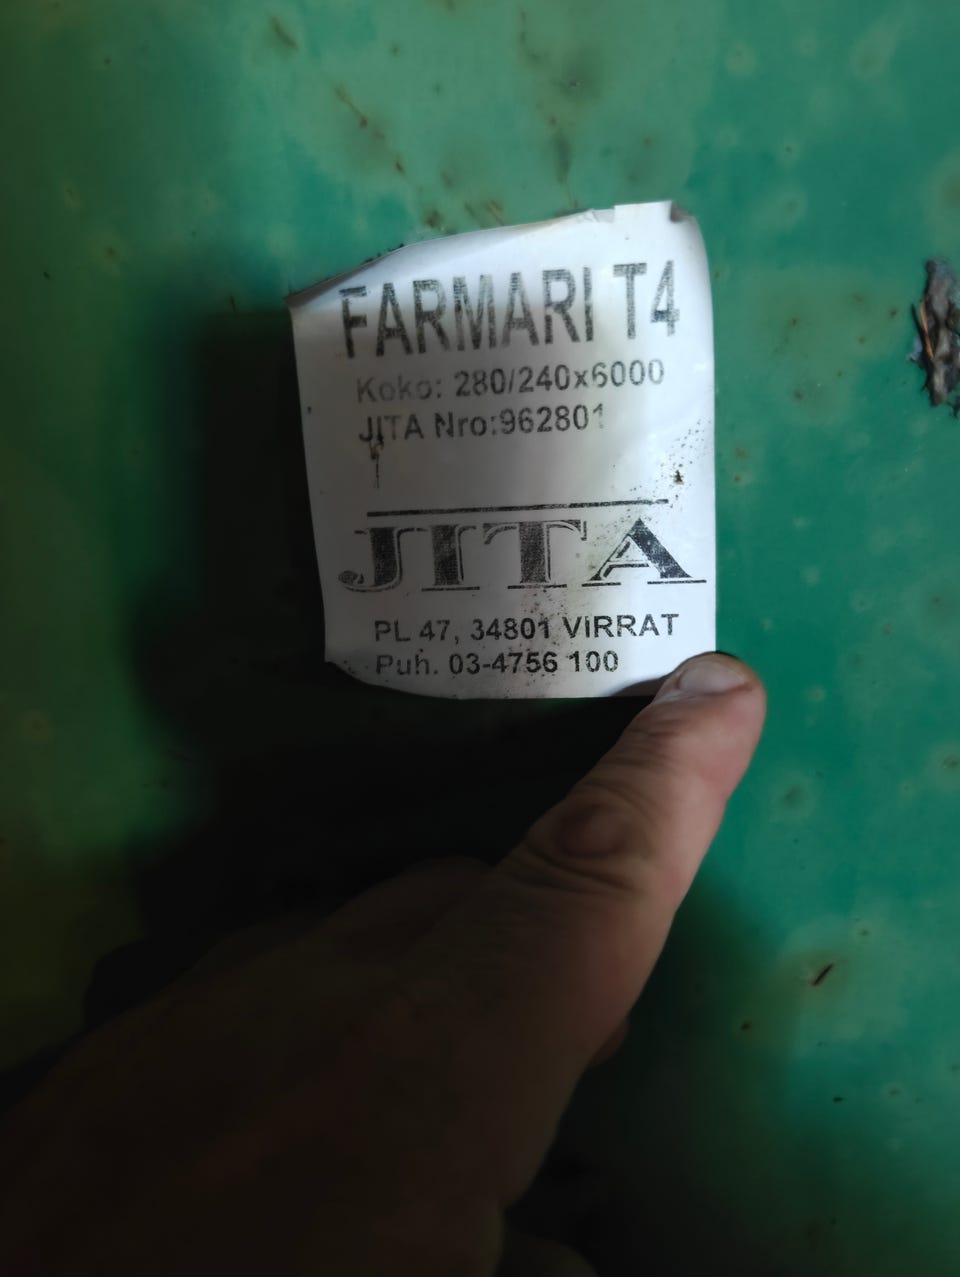 FARMARI T4
Koko: 280/240x6000
JITA Nro:962801
JITA
PL 47, 34801 VIRRAT
Puh. 03-4756 100